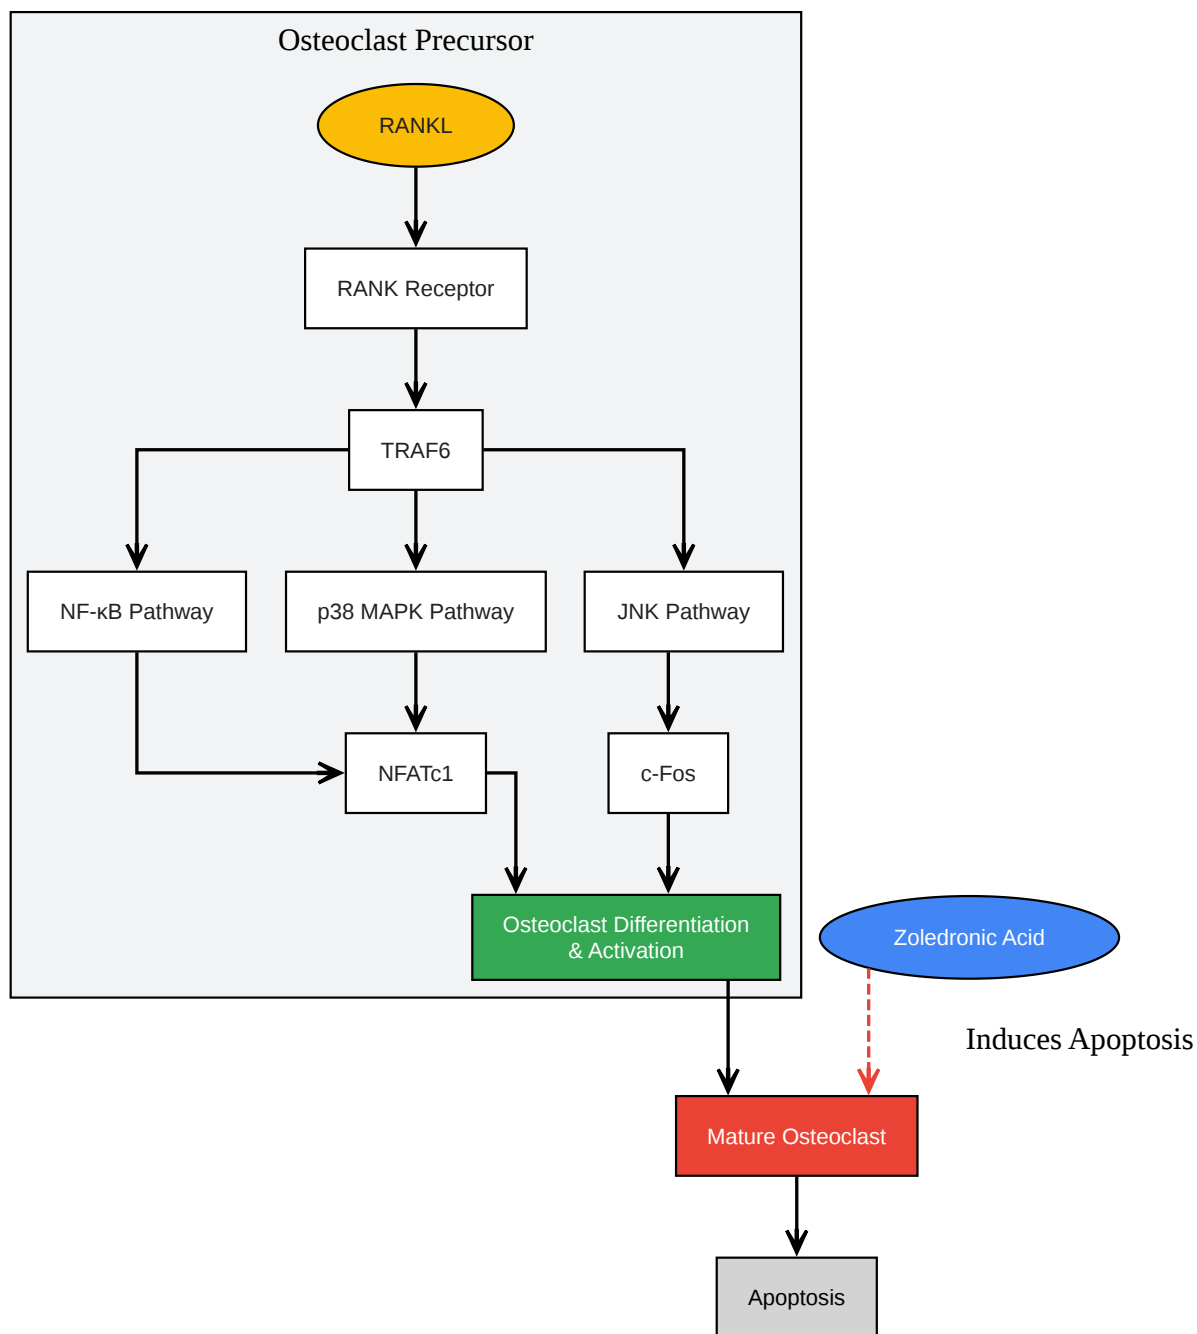 Osteoclast Precursor
RANKL
RANK Receptor
TRAF6
NF-κB Pathway
p38 MAPK Pathway
JNK Pathway
NFATc1
c-Fos
Osteoclast Differentiation
& Activation
Zoledronic Acid
Induces Apoptosis
Mature Osteoclast
Apoptosis